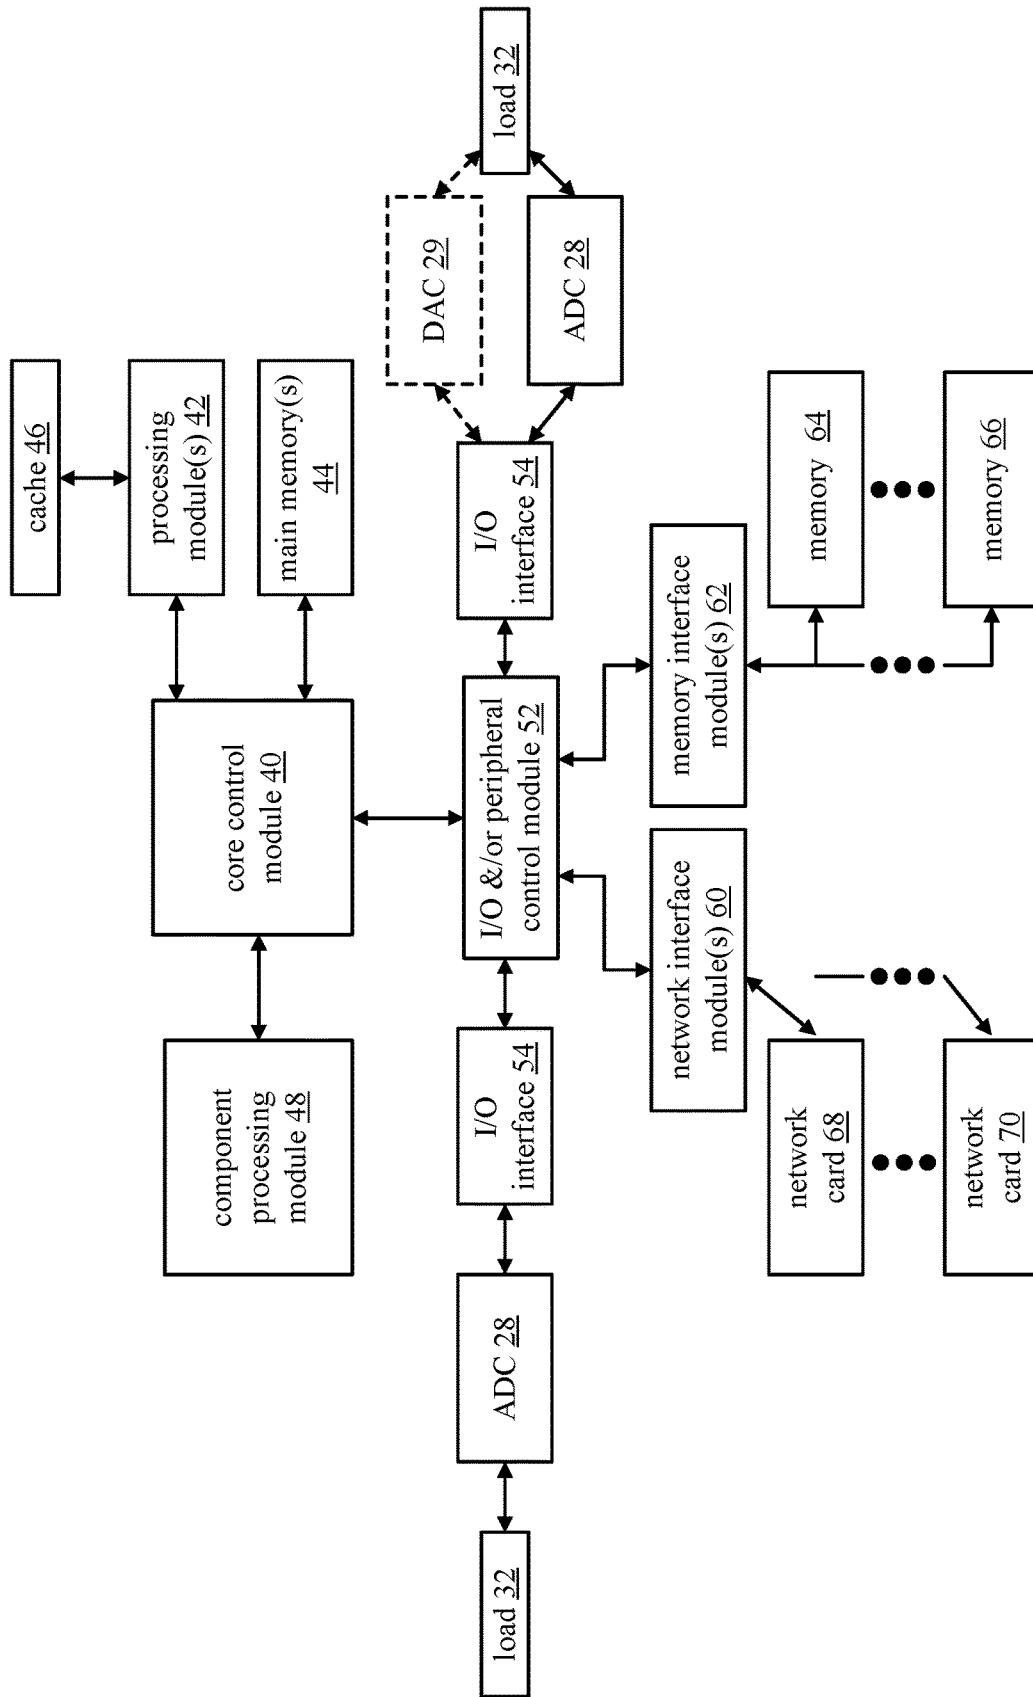 cache 46
processing
module(s) 42
main memory(s)
44
core control
module 40
component
processing
module 48
load 32
ADC 28
I/O
interface 54
I/O &/or peripheral
control module 52
I/O
interface 54
DAC 29
ADC 28
load 32
network interface
module(s) 60
memory interface
module(s) 62
network
card 68
memory 64
network
card 70
memory 66